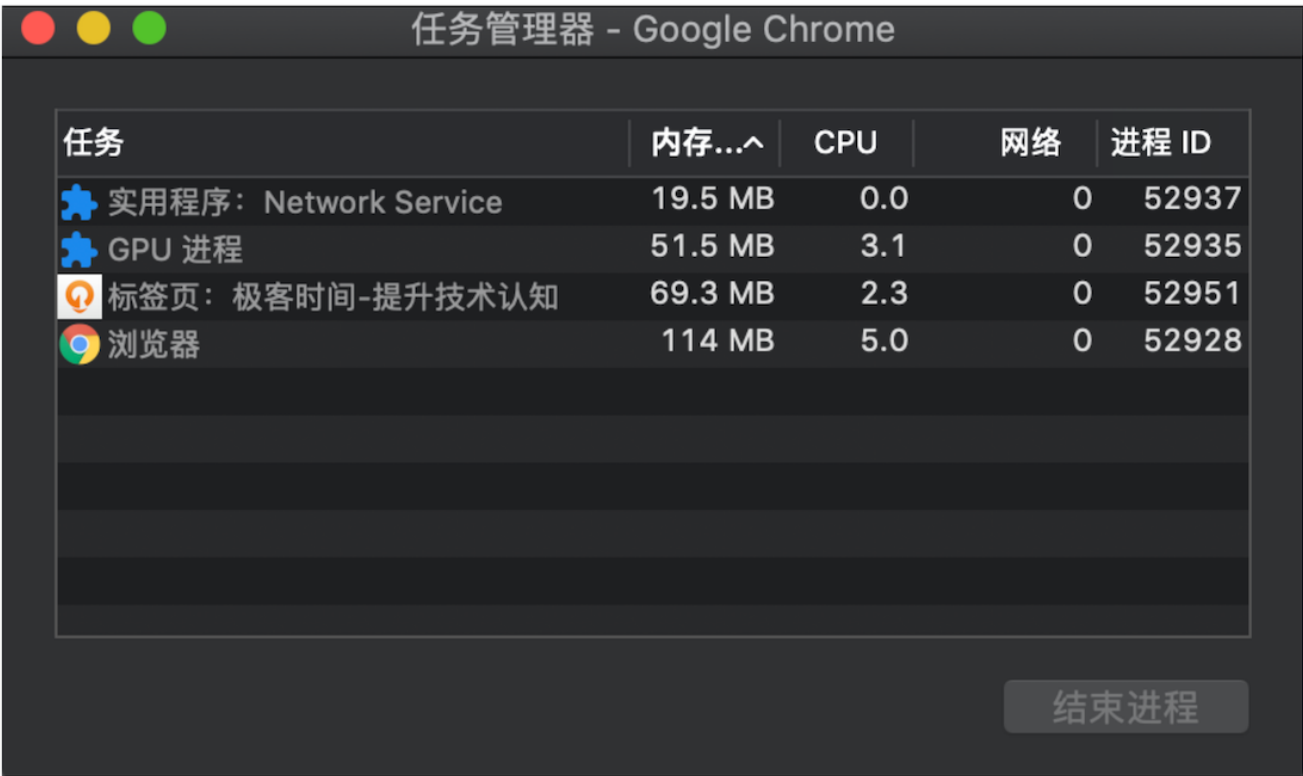 任务管理器 - Google Chrome
任务 内存... CPU 网络 进程 ID
实用程序：Network Service 19.5 MB 0.0 0 52937
GPU 进程 51.5 MB 3.1 0 52935
标签页：极客时间-提升技术认知 69.3 MB 2.3 0 52951
浏览器 114 MB 5.0 0 52928
结束进程